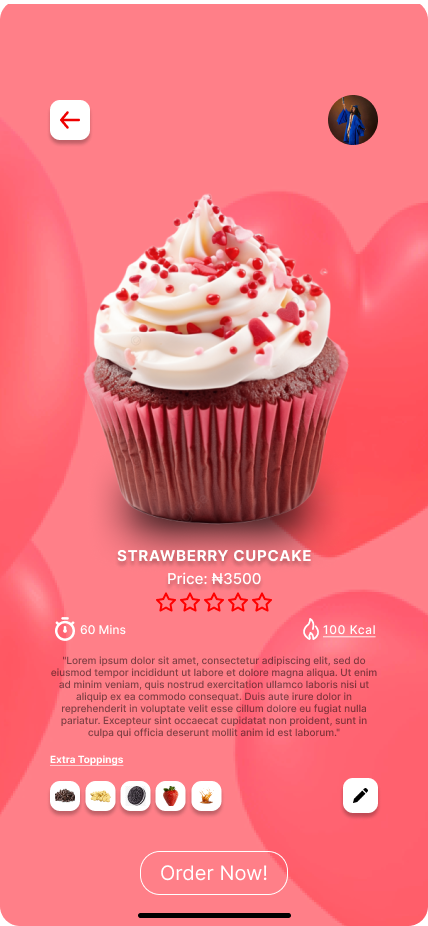 STRAWBERRY CUPCAKE
Price: ₦3500
60 Mins
100 Kcal
"Lorem ipsum dolor sit amet, consectetur adipiscing elit, sed do
eiusmod tempor incididunt ut labore et dolore magna aliqua. Ut enim
ad minim veniam, quis nostrud exercitation ullamco laboris nisi ut
aliquip ex ea commodo consequat. Duis aute irure dolor in
reprehenderit in voluptate velit esse cillum dolore eu fugiat nulla
pariatur. Excepteur sint occaecat cupidatat non proident, sunt in
culpa qui officia deserunt mollit anim id est laborum."
Extra Toppings
Order Now!